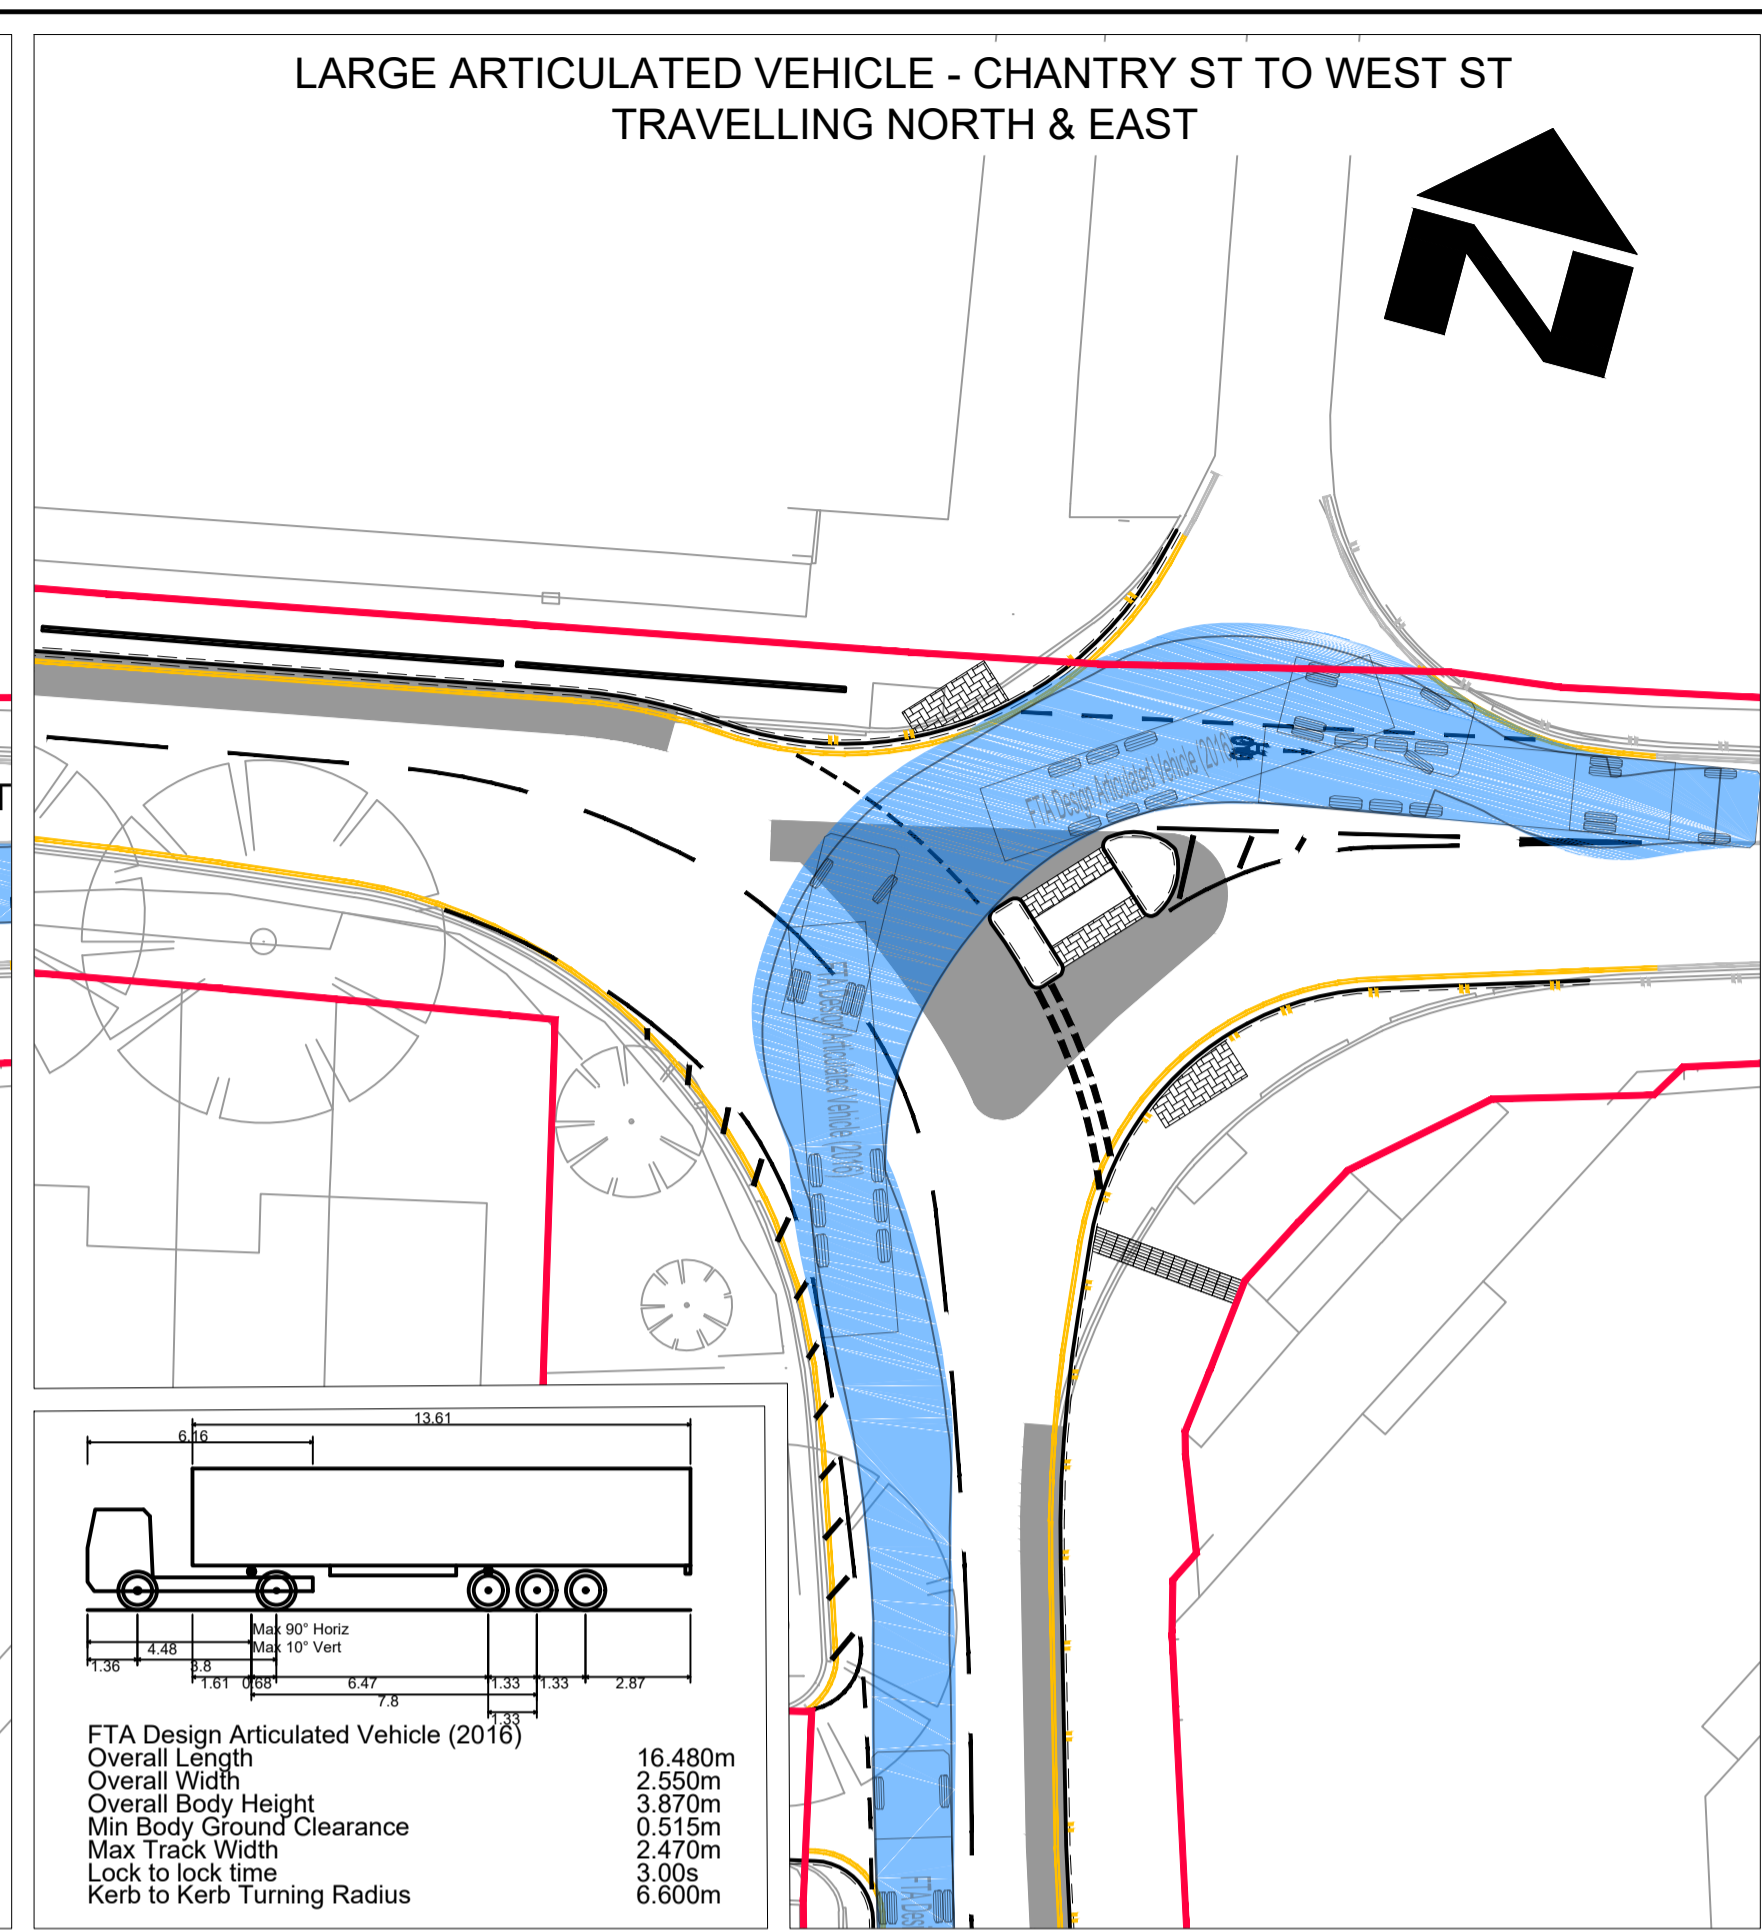 LARGE ARTICULATED VEHICLE - CHANTRY ST TO WEST ST
TRAVELLING NORTH & EAST
N
FTA Design Articulated Vehicle (2016)
FTA Design Articulated Vehicle (2016)
FTA Des
13.61
6.16
Max 90° Horiz
Max 10° Vert
4.48
1.36
3.8
1.61
0.68
6.47
1.33
1.33
2.87
7.8
1.33
FTA Design Articulated Vehicle (2016)
Overall Length 16.480m
Overall Width 2.550m
Overall Body Height 3.870m
Min Body Ground Clearance 0.515m
Max Track Width 2.470m
Lock to lock time 3.00s
Kerb to Kerb Turning Radius 6.600m